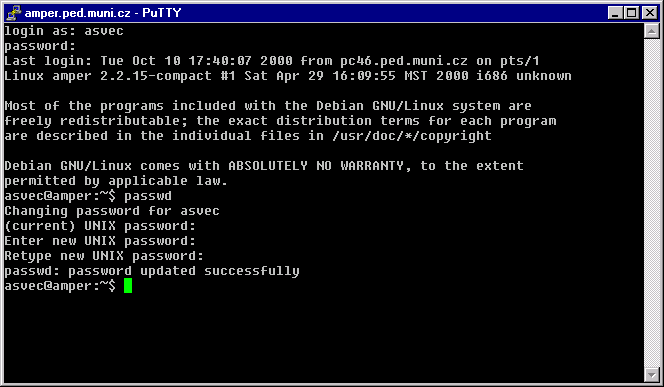 amper.ped.muni.cz - PuTTY
login as: asvec
password:
Last login: Tue Oct 10 17:40:07 2000 from pc46.ped.muni.cz on pts/1
Linux amper 2.2.15-compact #1 Sat Apr 29 16:09:55 MST 2000 i686 unknown
Most of the programs included with the Debian GNU/Linux system are
freely redistributable; the exact distribution terms for each program
are described in the individual files in /usr/doc/*/copyright
Debian GNU/Linux comes with ABSOLUTELY NO WARRANTY, to the extent
permitted by applicable law.
asvec@amper:~$ passwd
Changing password for asvec
(current) UNIX password:
Enter new UNIX password:
Retype new UNIX password:
passwd: password updated successfully
asvec@amper:~$